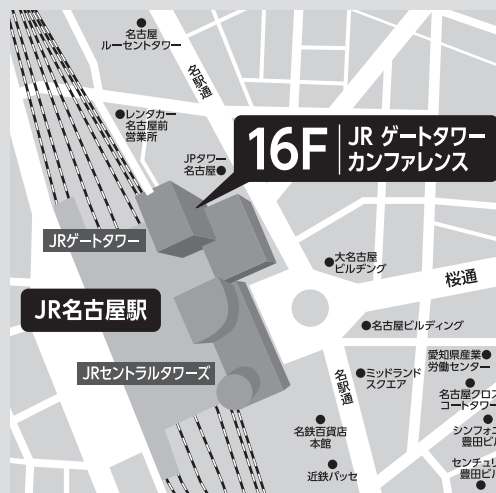 名古屋
ルーセントタワー
名駅通
レンタカー
名古屋前
営業所
16F
JR ゲートタワー
カンファレンス
JPタワー
名古屋
JRゲートタワー
大名古屋
ビルヂング
桜通
JR名古屋駅
名古屋ビルディング
愛知県産業
労働センター
JRセントラルタワーズ
名駅通
ミッドランド
スクエア
名古屋クロス
コートタワー
名鉄百貨店
本館
シンフォニ
豊田ビル
近鉄パッセ
センチュリ
豊田ビル